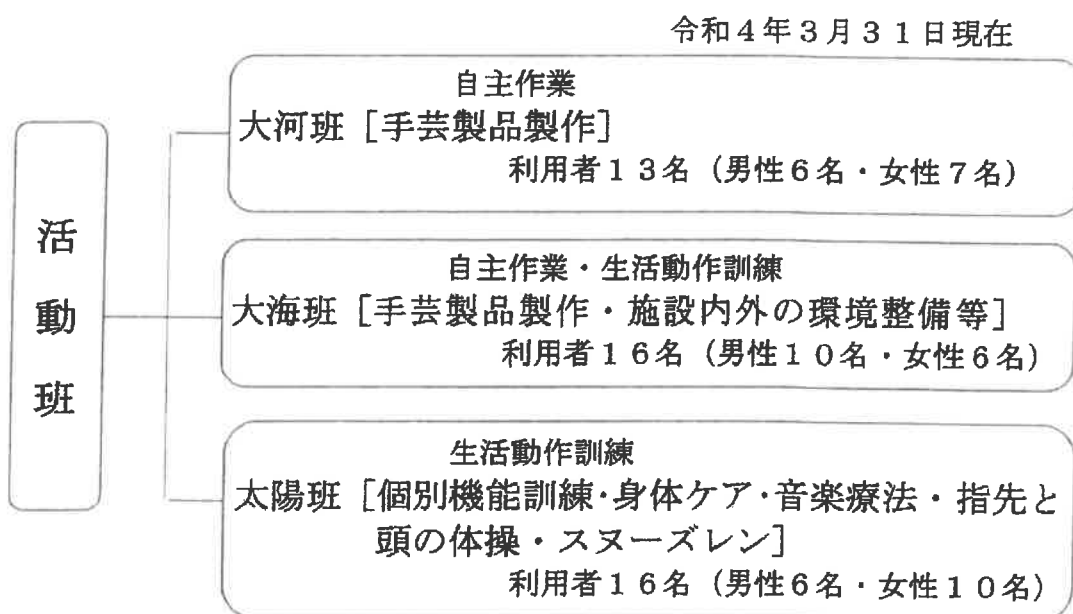 令和４年３月３１日現在
活動班
自主作業
大河班［手芸製品製作］
利用者１３名（男性６名・女性７名）
自主作業・生活動作訓練
大海班［手芸製品製作・施設内外の環境整備等］
利用者１６名（男性１０名・女性６名）
生活動作訓練
太陽班［個別機能訓練・身体ケア・音楽療法・指先と
頭の体操・スヌーズレン］
利用者１６名（男性６名・女性１０名）